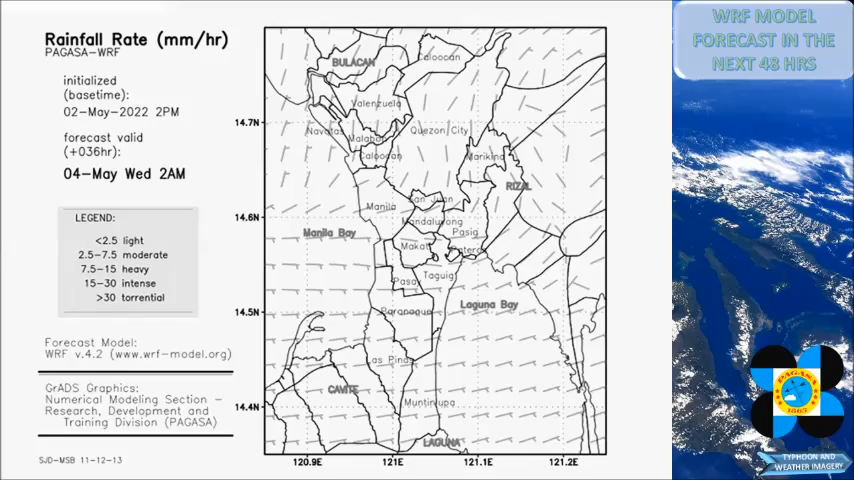 Rainfall Rate (mm/hr)
PAGASA-WRF
initialized
(basetime):
02-May-2022 2PM
forecast valid
(+036hr):
04-May Wed 2AM
LEGEND:
<2.5 light
2.5-7.5 moderate
7.5-15 heavy
15-30 intense
>30 torrential
Forecast Model:
WRF v.4.2 (www.wrf-model.org)
GrADS Graphics:
Numerical Modeling Section -
Research, Development and
Training Division (PAGASA)
SJD-MSB 11-12-13
14.7N
14.6N
14.5N
14.4N
120.9E
121E
121.1E
121.2E
BULACAN
Caloocan
Valenzuela
Navotas
Malabon
Quezon City
Caloocan
Marikina
RIZAL
San Juan
Manila
Mandaluyong
Manila Bay
Pasig
Makati
Pateros
Taguig
Pasay
Laguna Bay
Paranaque
Las Pinas
CAVITE
Muntinlupa
LAGUNA
WRF MODEL
FORECAST IN THE
NEXT 48 HRS
PAGASA
1865
TYPHOON AND
WEATHER IMAGERY